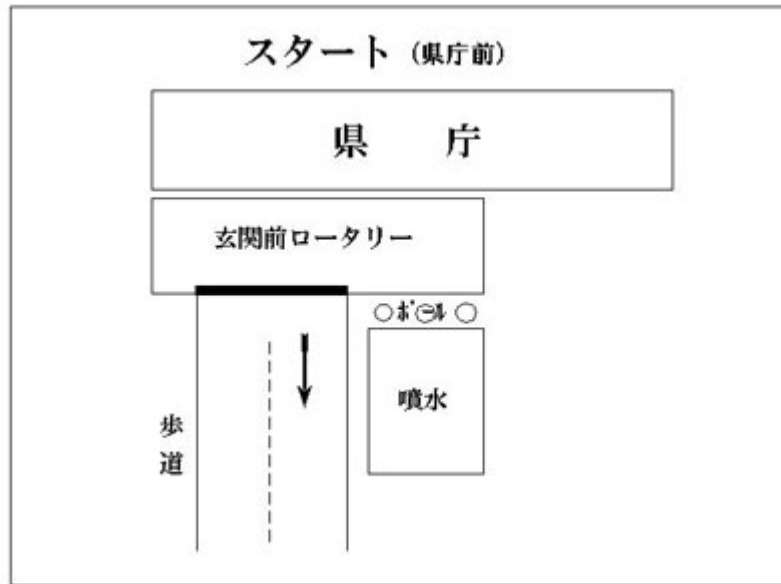 スタート（県庁前）
県　庁
玄関前ロータリー
ポール
噴水
歩道